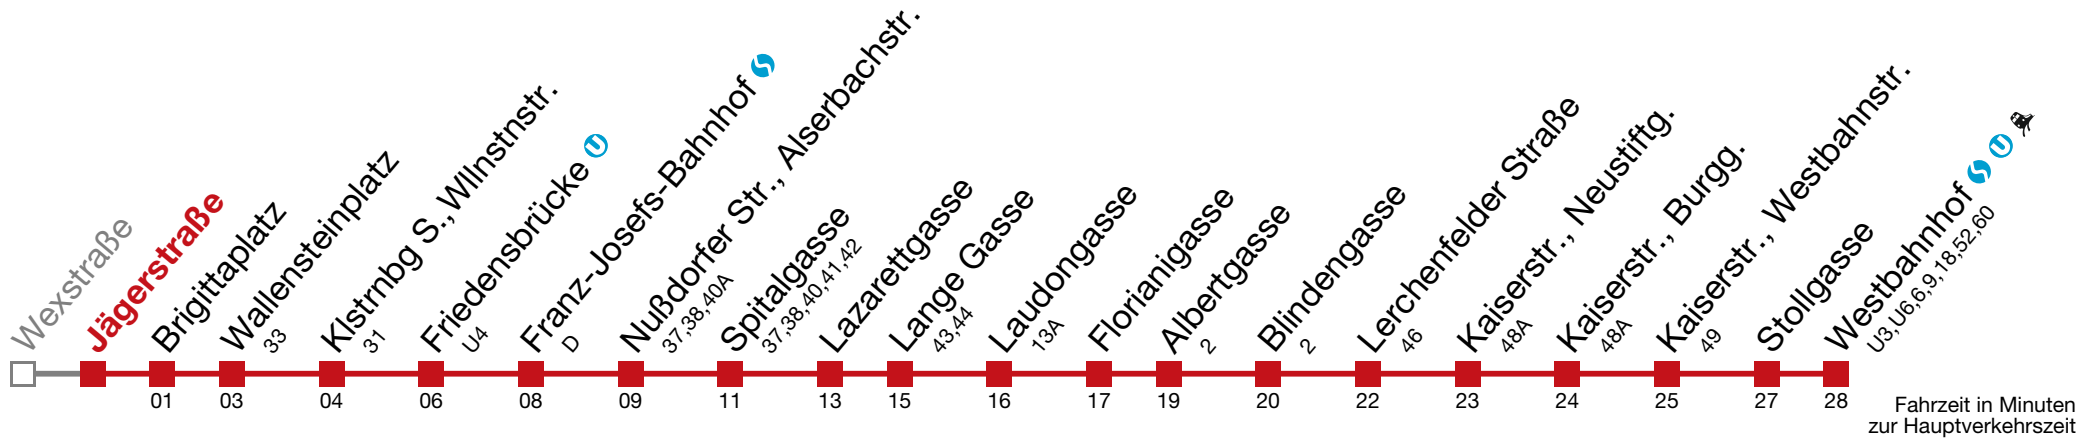 Wexstraße
Jägerstraße
Brigittaplatz
Wallensteinplatz
33
Klstrnbg S., Wllnstnstr.
31
Friedensbrücke U
U4
Franz-Josefs-Bahnhof S
D
Nußdorfer Str., Alserbachstr.
37,38,40A
Spitalgasse
37,38,40,41,42
Lazarettgasse
Lange Gasse
43,44
Laudongasse
13A
Florianigasse
Albertgasse
2
Blindengasse
2
Lerchenfelder Straße
46
Kaiserstr., Neustiftg.
48A
Kaiserstr., Burgg.
48A
Kaiserstr., Westbahnstr.
49
Stollgasse
Westbahnhof S U
U3,U6,6,9,18,52,60
01 03 04 06 08 09 11 13 15 16 17 19 20 22 23 24 25 27 28
Fahrzeit in Minuten
zur Hauptverkehrszeit